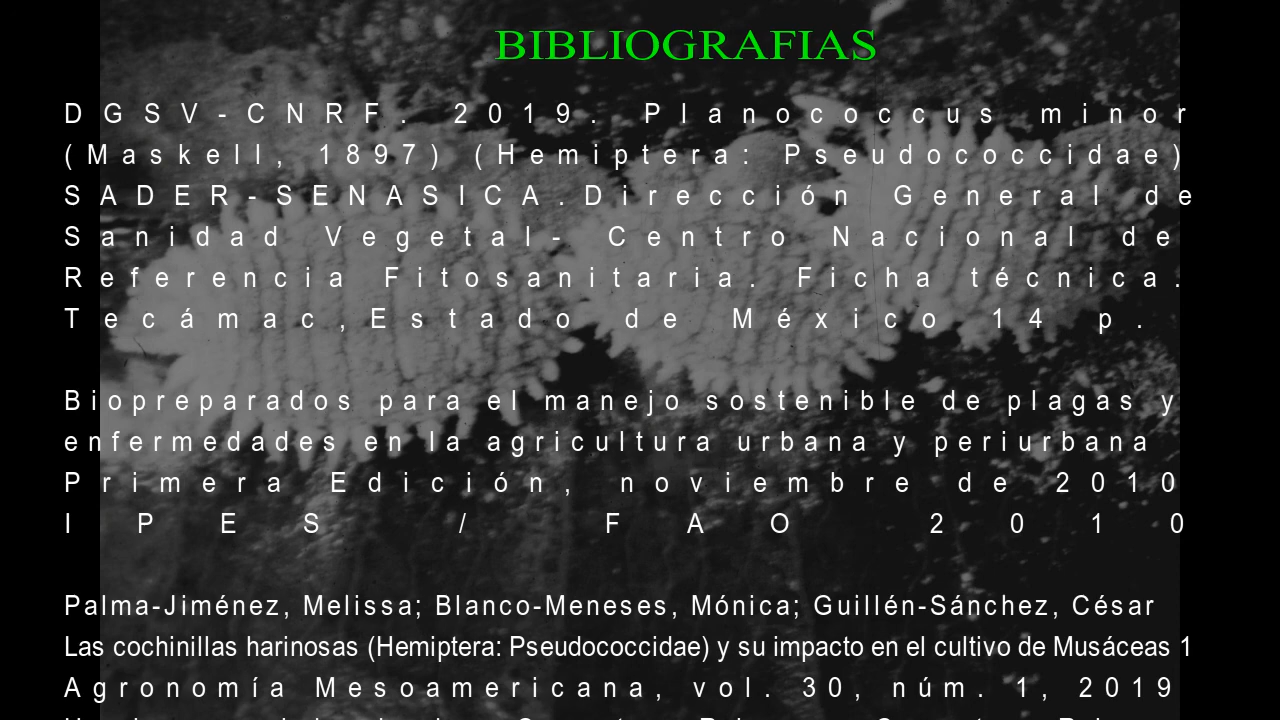 BIBLIOGRAFIAS
DGSV-CNRF. 2019. Planococcus minor
(Maskell, 1897) (Hemiptera: Pseudococcidae)
SADER-SENASICA.Dirección General de
Sanidad Vegetal- Centro Nacional de
Referencia Fitosanitaria. Ficha técnica.
Tecámac,Estado de México 14 p.
Biopreparados para el manejo sostenible de plagas y
enfermedades en la agricultura urbana y periurbana
Primera Edición, noviembre de 2010
IPES / FAO 2010
Palma-Jiménez, Melissa; Blanco-Meneses, Mónica; Guillén-Sánchez, César
Las cochinillas harinosas (Hemiptera: Pseudococcidae) y su impacto en el cultivo de Musáceas 1
Agronomía Mesoamericana, vol. 30, núm. 1, 2019